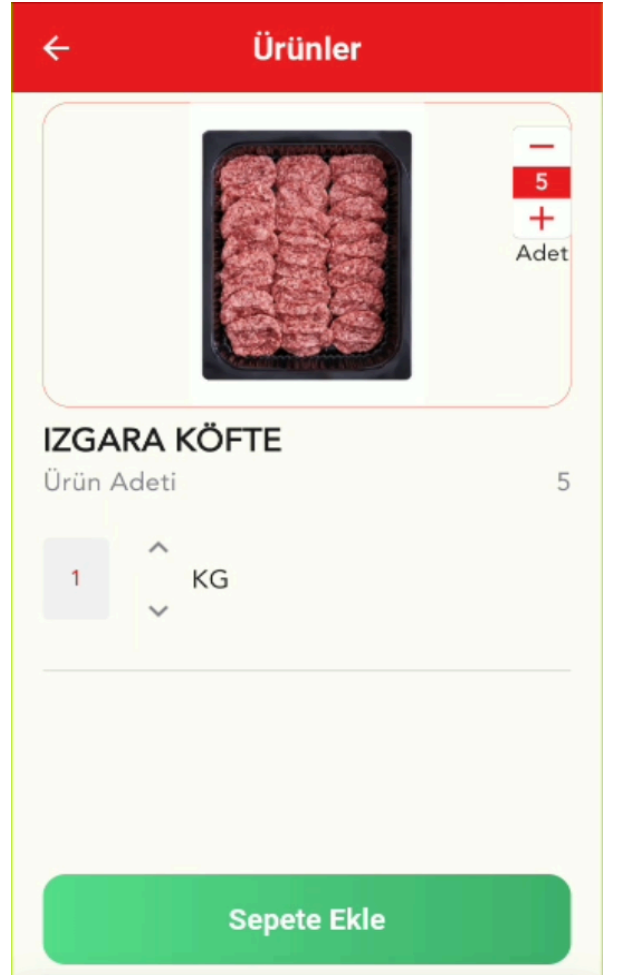 Ürünler
5
Adet
IZGARA KÖFTE
Ürün Adeti 5
1 KG
Sepete Ekle